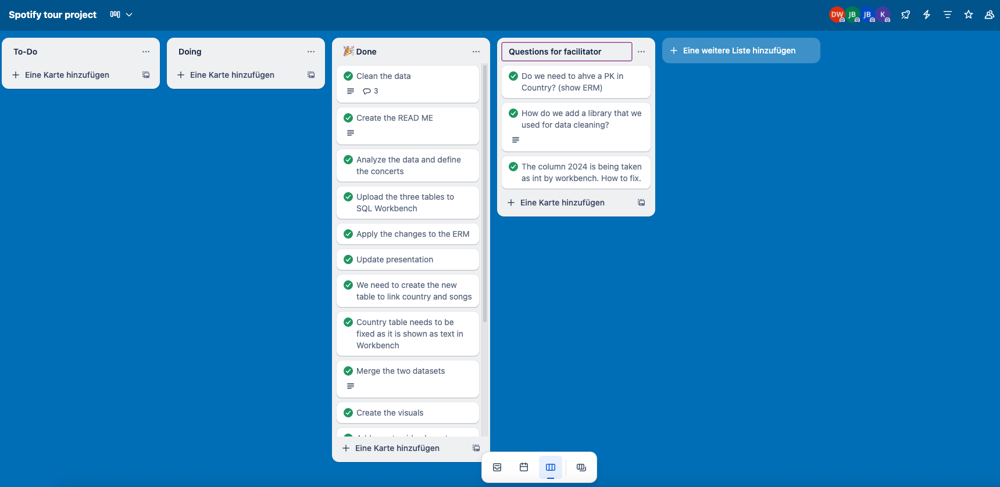 Spotify tour project
DW JB JB K
To-Do
Eine Karte hinzufügen
Doing
Eine Karte hinzufügen
Done
Clean the data
3
Create the READ ME
Analyze the data and define
the concerts
Upload the three tables to
SQL Workbench
Apply the changes to the ERM
Update presentation
We need to create the new
table to link country and songs
Country table needs to be
fixed as it is shown as text in
Workbench
Merge the two datasets
Create the visuals
Eine Karte hinzufügen
Questions for facilitator
Do we need to ahve a PK in
Country? (show ERM)
How do we add a library that we
used for data cleaning?
The column 2024 is being taken
as int by workbench. How to fix.
Eine Karte hinzufügen
Eine weitere Liste hinzufügen